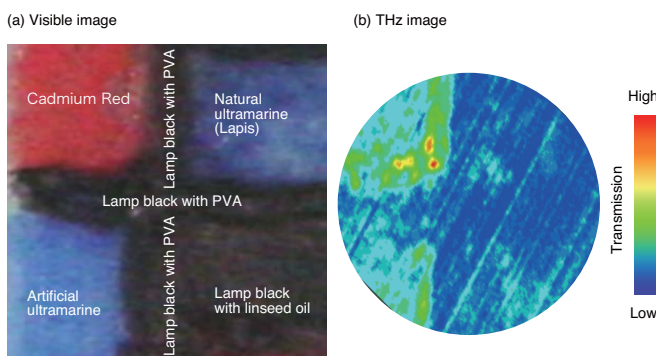 (a) Visible image
(b) THz image
Cadmium Red
Lamp black with PVA
Natural
ultramarine
(Lapis)
Lamp black with PVA
Artificial
ultramarine
Lamp black with PVA
Lamp black
with linseed oil
High
Transmission
Low